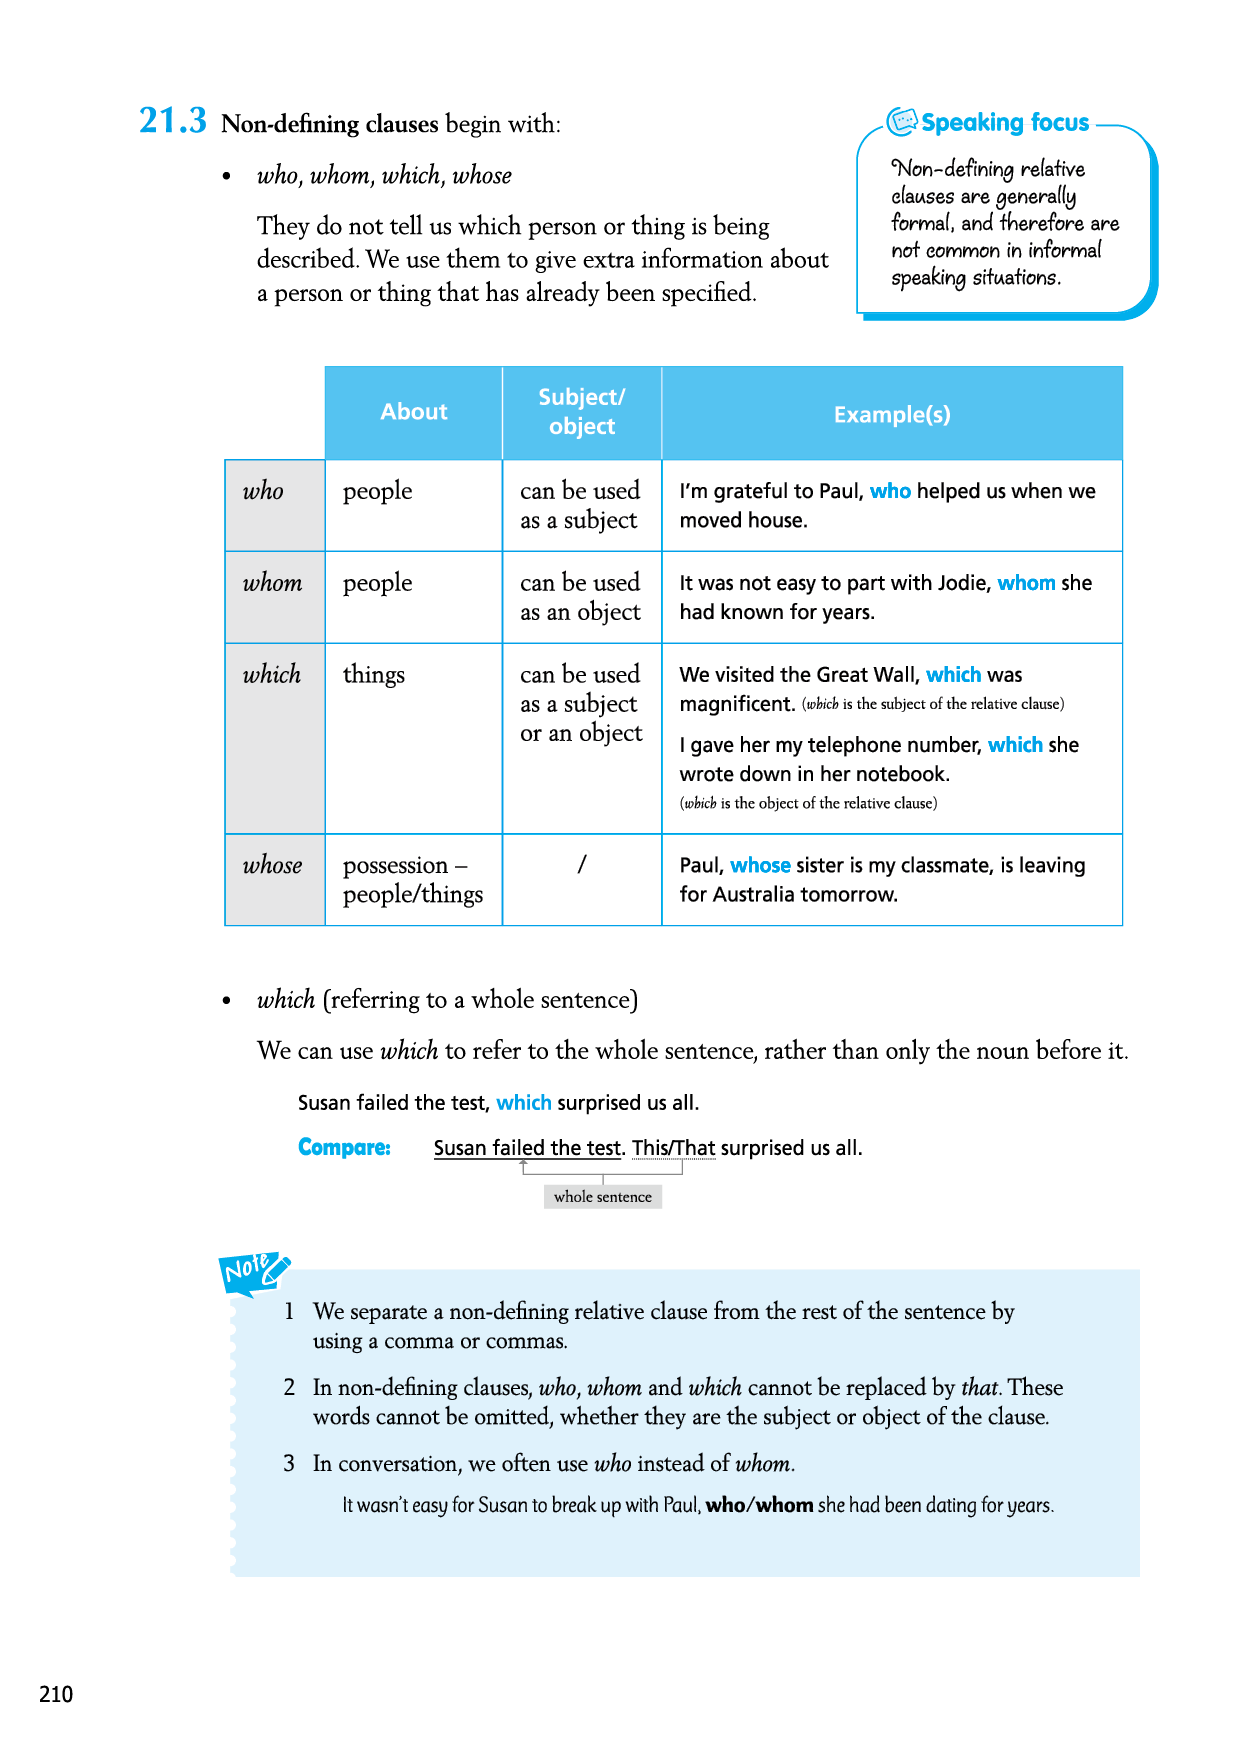 21.3 Non-defining clauses begin with:
• who, whom, which, whose
They do not tell us which person or thing is being
described. We use them to give extra information about
a person or thing that has already been specified.
Speaking focus
Non-defining relative
clauses are generally
formal, and therefore are
not common in informal
speaking situations.
About
Subject/
object
Example(s)
who
people
can be used
as a subject
I'm grateful to Paul, who helped us when we
moved house.
whom
people
can be used
as an object
It was not easy to part with Jodie, whom she
had known for years.
which
things
can be used
as a subject
or an object
We visited the Great Wall, which was
magnificent. (which is the subject of the relative clause)
I gave her my telephone number, which she
wrote down in her notebook.
(which is the object of the relative clause)
whose
possession –
people/things
/
Paul, whose sister is my classmate, is leaving
for Australia tomorrow.
• which (referring to a whole sentence)
We can use which to refer to the whole sentence, rather than only the noun before it.
Susan failed the test, which surprised us all.
Compare: Susan failed the test. This/That surprised us all.
whole sentence
Note
1 We separate a non-defining relative clause from the rest of the sentence by
using a comma or commas.
2 In non-defining clauses, who, whom and which cannot be replaced by that. These
words cannot be omitted, whether they are the subject or object of the clause.
3 In conversation, we often use who instead of whom.
It wasn't easy for Susan to break up with Paul, who/whom she had been dating for years.
210